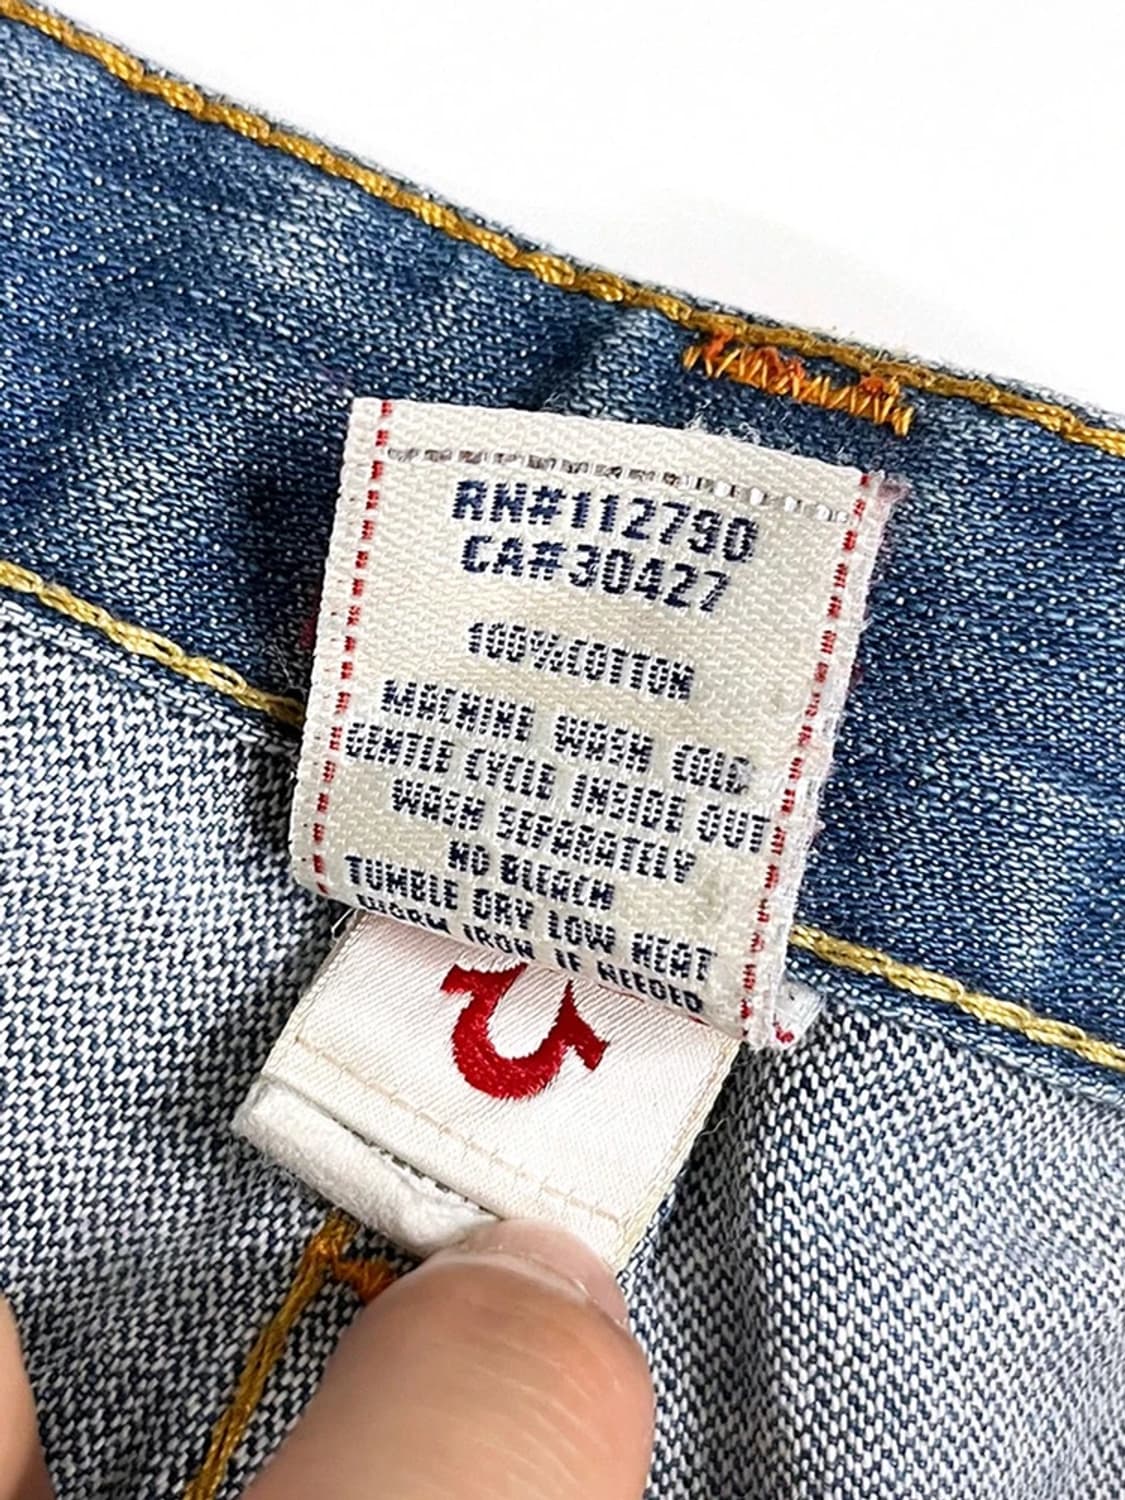 RN#112790
CA#30427
100%COTTON
MACHINE WASH COLD
GENTLE CYCLE INSIDE OUT
WASH SEPARATELY
NO BLEACH
TUMBLE DRY LOW HEAT
WORM IRON IF NEEDED